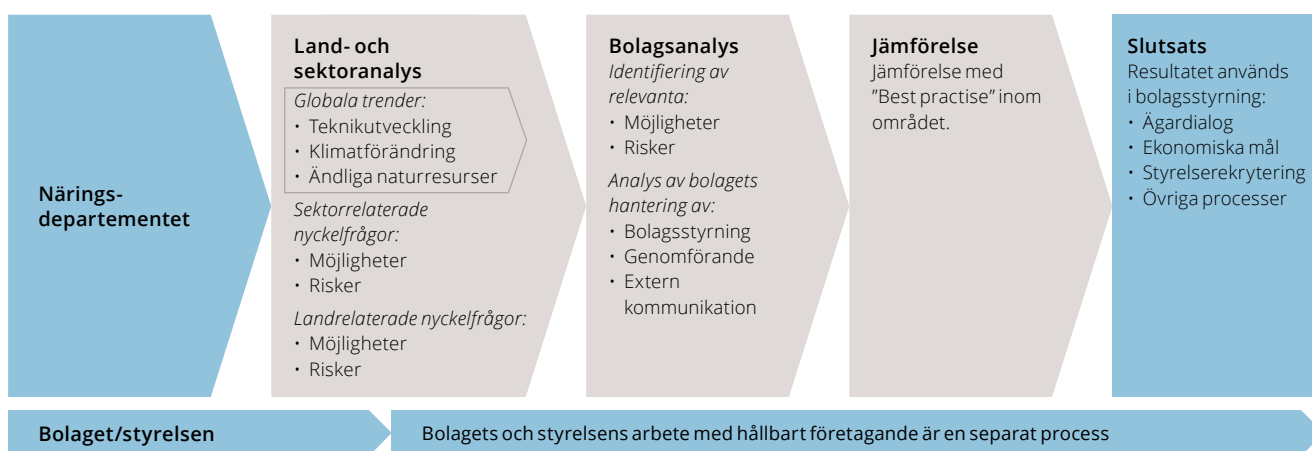 Närings-
departementet
Land- och
sektoranalys
Globala trender:
• Teknikutveckling
• Klimatförändring
• Ändliga naturresurser
Sektorrelaterade
nyckelfrågor:
• Möjligheter
• Risker
Landrelaterade nyckelfrågor:
• Möjligheter
• Risker
Bolagsanalys
Identifiering av
relevanta:
• Möjligheter
• Risker
Analys av bolagets
hantering av:
• Bolagsstyrning
• Genomförande
• Extern
kommunikation
Jämförelse
Jämförelse med
”Best practise” inom
området.
Slutsats
Resultatet används
i bolagsstyrning:
• Ägardialog
• Ekonomiska mål
• Styrelserekrytering
• Övriga processer
Bolaget/styrelsen
Bolagets och styrelsens arbete med hållbart företagande är en separat process